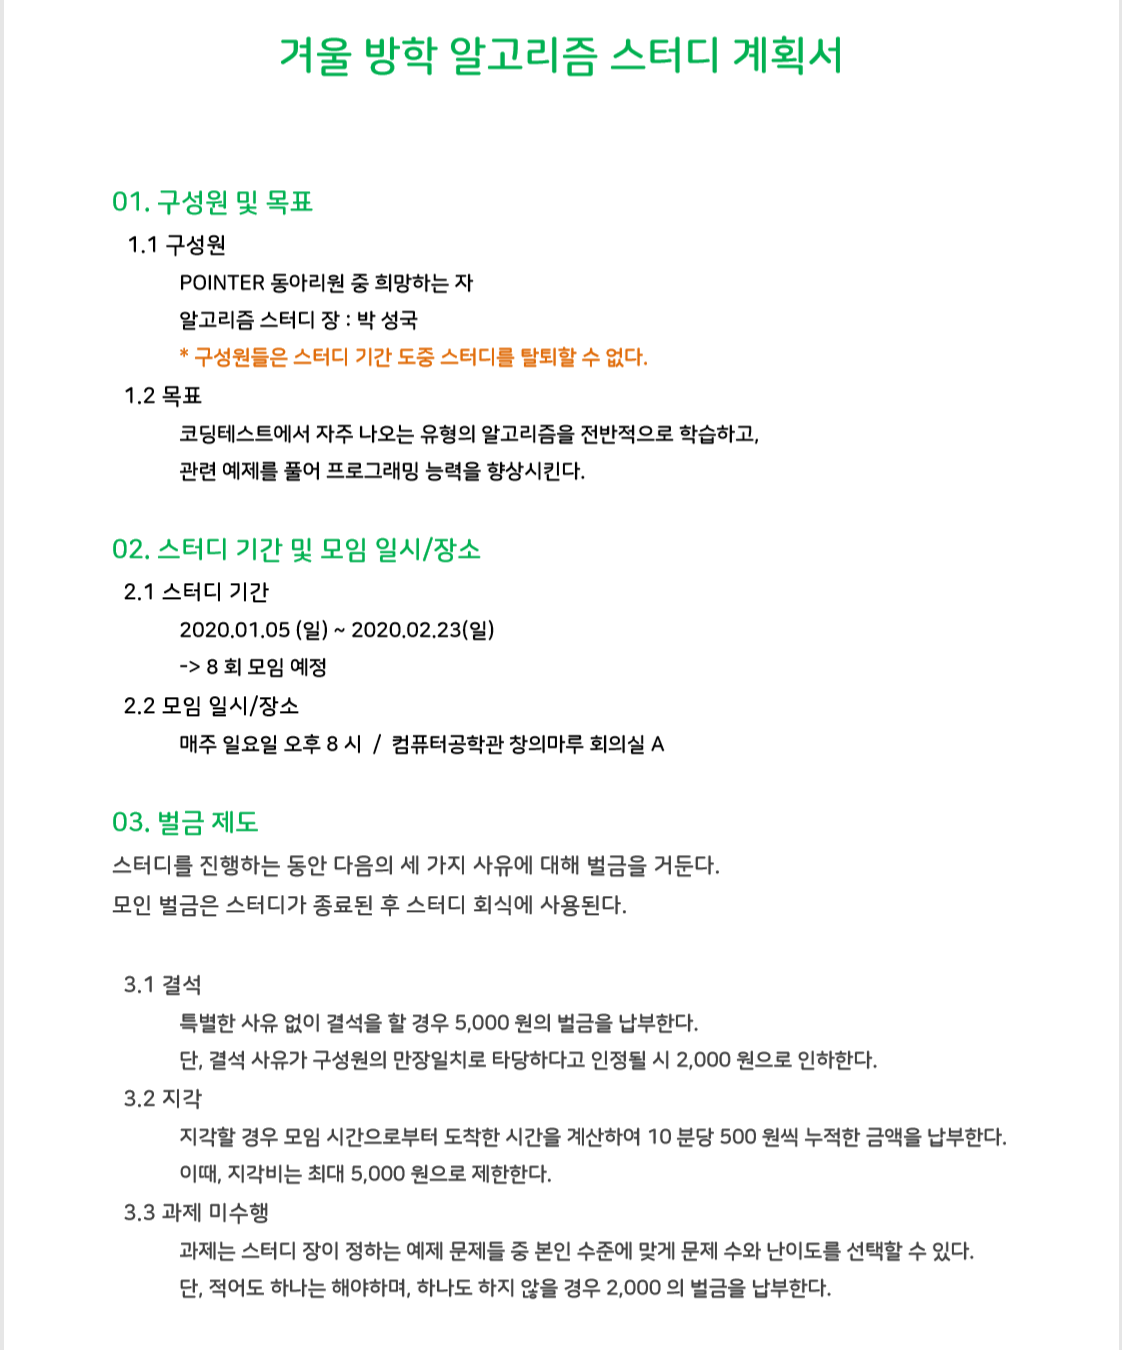 겨울 방학 알고리즘 스터디 계획서
01. 구성원 및 목표
1.1 구성원
POINTER 동아리원 중 희망하는 자
알고리즘 스터디 장 : 박 성국
* 구성원들은 스터디 기간 도중 스터디를 탈퇴할 수 없다.
1.2 목표
코딩테스트에서 자주 나오는 유형의 알고리즘을 전반적으로 학습하고,
관련 예제를 풀어 프로그래밍 능력을 향상시킨다.
02. 스터디 기간 및 모임 일시/장소
2.1 스터디 기간
2020.01.05 (일) ~ 2020.02.23(일)
-> 8 회 모임 예정
2.2 모임 일시/장소
매주 일요일 오후 8 시 / 컴퓨터공학관 창의마루 회의실 A
03. 벌금 제도
스터디를 진행하는 동안 다음의 세 가지 사유에 대해 벌금을 거둔다.
모인 벌금은 스터디가 종료된 후 스터디 회식에 사용된다.
3.1 결석
특별한 사유 없이 결석을 할 경우 5,000 원의 벌금을 납부한다.
단, 결석 사유가 구성원의 만장일치로 타당하다고 인정될 시 2,000 원으로 인하한다.
3.2 지각
지각할 경우 모임 시간으로부터 도착한 시간을 계산하여 10 분당 500 원씩 누적한 금액을 납부한다.
이때, 지각비는 최대 5,000 원으로 제한한다.
3.3 과제 미수행
과제는 스터디 장이 정하는 예제 문제들 중 본인 수준에 맞게 문제 수와 난이도를 선택할 수 있다.
단, 적어도 하나는 해야하며, 하나도 하지 않을 경우 2,000 의 벌금을 납부한다.